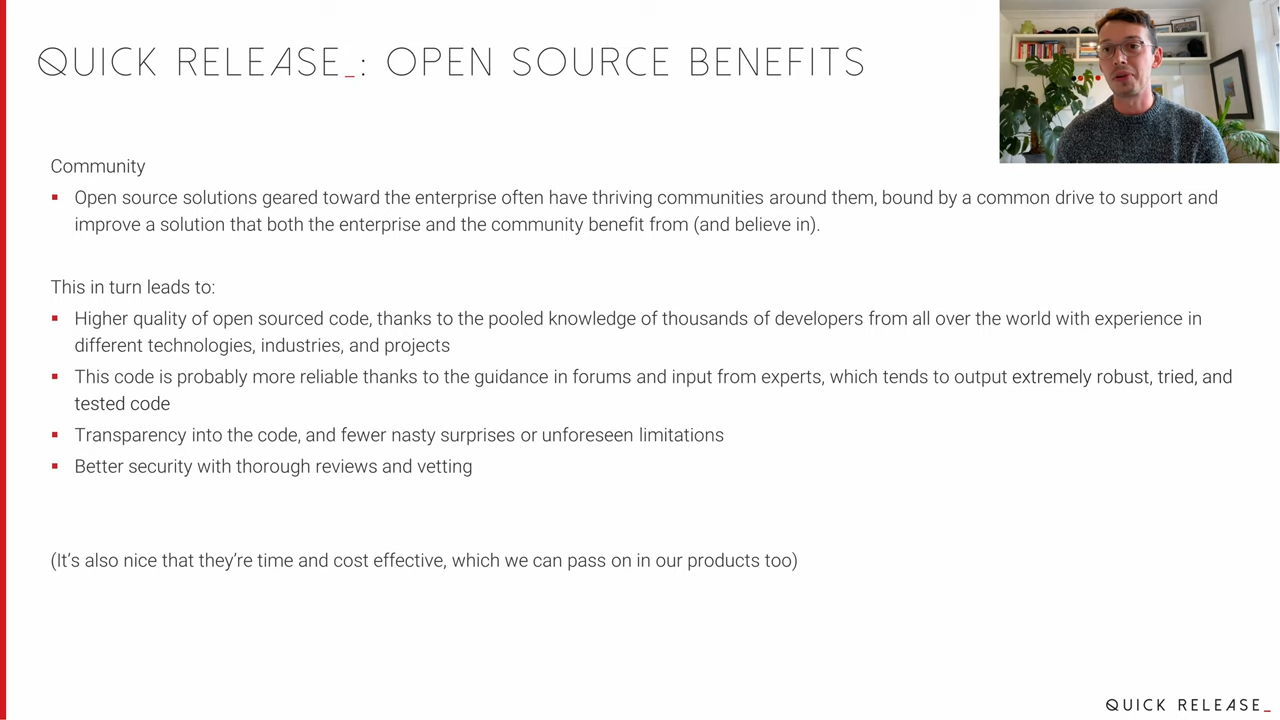 QUICK RELEASE_: OPEN SOURCE BENEFITS
Community
▪ Open source solutions geared toward the enterprise often have thriving communities around them, bound by a common drive to support and
improve a solution that both the enterprise and the community benefit from (and believe in).
This in turn leads to:
▪ Higher quality of open sourced code, thanks to the pooled knowledge of thousands of developers from all over the world with experience in
different technologies, industries, and projects
▪ This code is probably more reliable thanks to the guidance in forums and input from experts, which tends to output extremely robust, tried, and
tested code
▪ Transparency into the code, and fewer nasty surprises or unforeseen limitations
▪ Better security with thorough reviews and vetting
(It's also nice that they're time and cost effective, which we can pass on in our products too)
QUICK RELEASE_